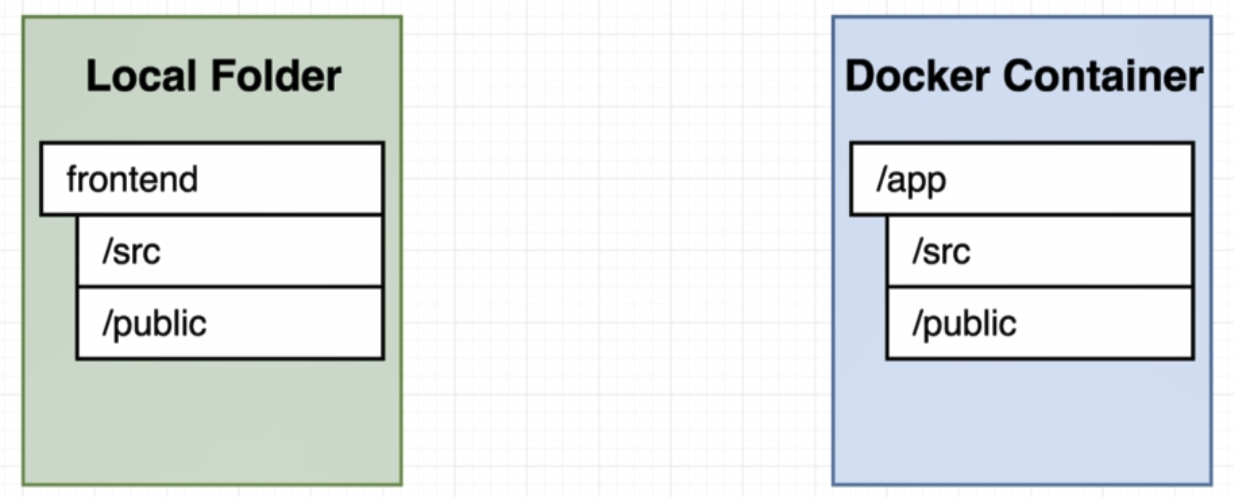 Local Folder
frontend
/src
/public
Docker Container
/app
/src
/public